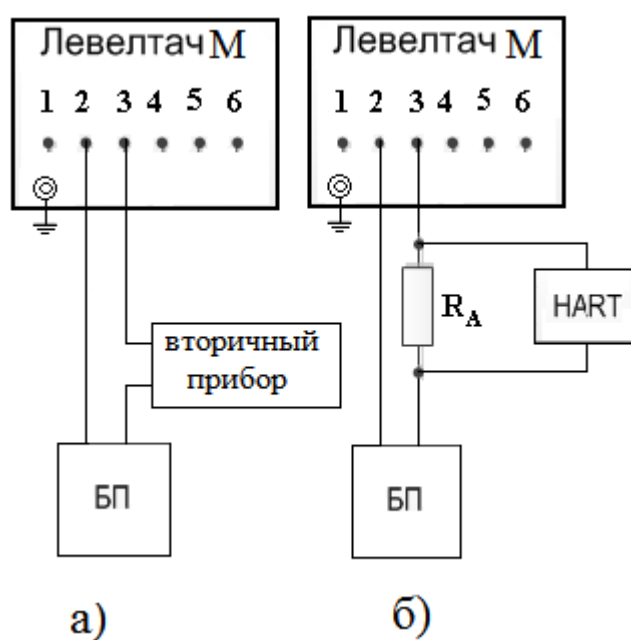 Левелтач М
1 2 3 4 5 6
вторичный
прибор
БП
а)
Левелтач М
1 2 3 4 5 6
R_A
HART
БП
б)